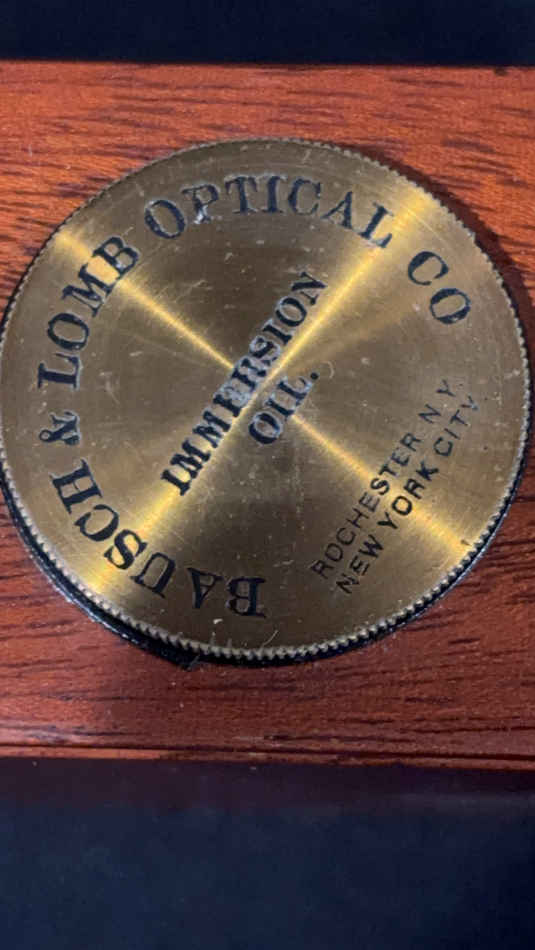 BAUSCH & LOMB OPTICAL CO
IMMERSION
OIL.
ROCHESTER. N.Y.
NEW YORK CITY.